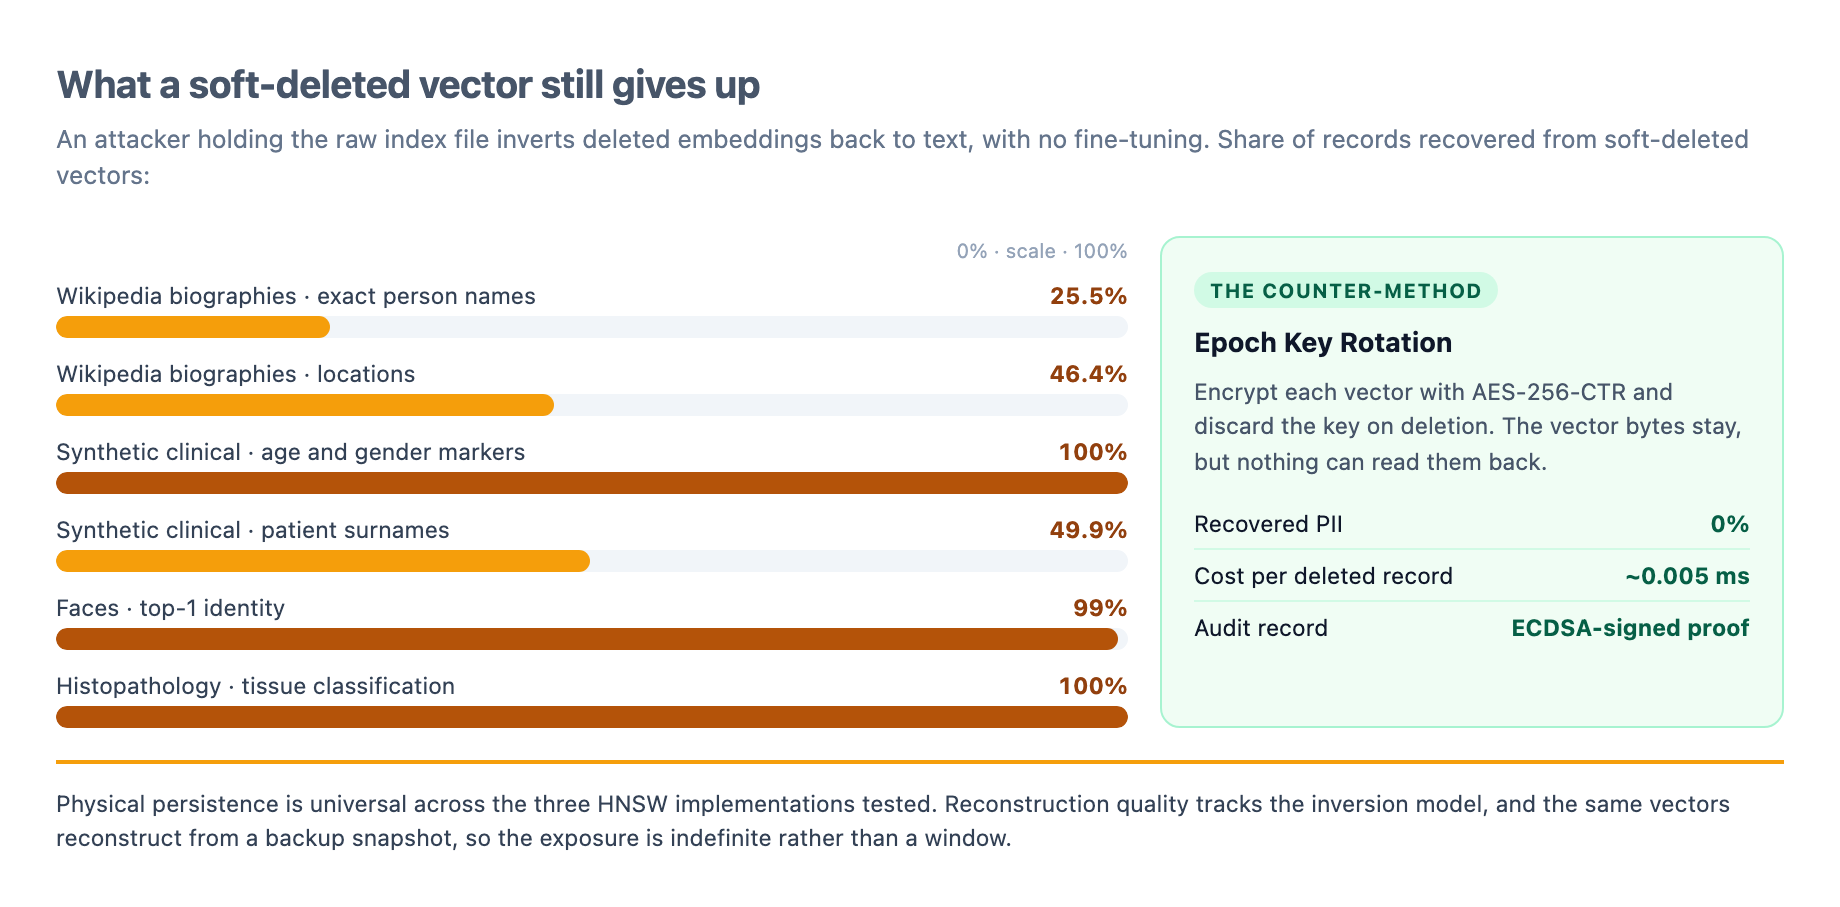 What a soft-deleted vector still gives up
An attacker holding the raw index file inverts deleted embeddings back to text, with no fine-tuning. Share of records recovered from soft-deleted
vectors:
0% · scale · 100%
Wikipedia biographies · exact person names 25.5%
Wikipedia biographies · locations 46.4%
Synthetic clinical · age and gender markers 100%
Synthetic clinical · patient surnames 49.9%
Faces · top-1 identity 99%
Histopathology · tissue classification 100%
THE COUNTER-METHOD
Epoch Key Rotation
Encrypt each vector with AES-256-CTR and
discard the key on deletion. The vector bytes stay,
but nothing can read them back.
Recovered PII 0%
Cost per deleted record ~0.005 ms
Audit record ECDSA-signed proof
Physical persistence is universal across the three HNSW implementations tested. Reconstruction quality tracks the inversion model, and the same vectors
reconstruct from a backup snapshot, so the exposure is indefinite rather than a window.